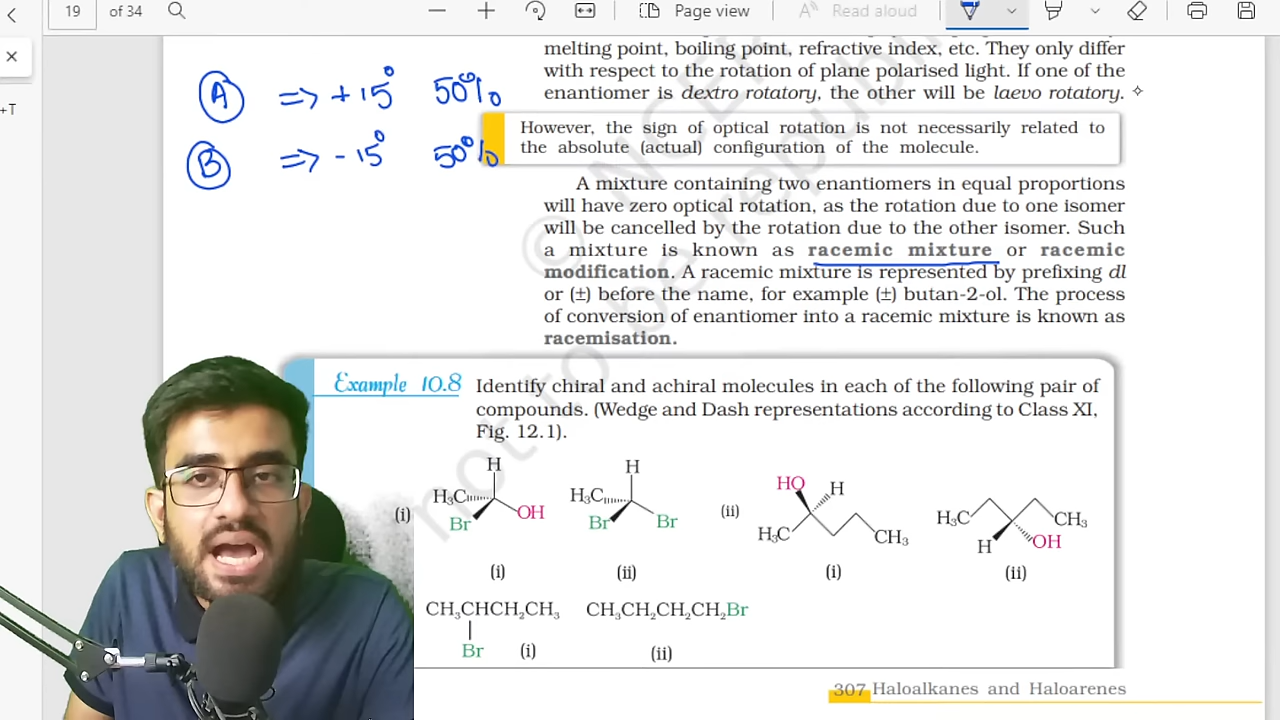 19 of 34
Page view
Read aloud
+T
A => +15° 50%
B => -15° 50%
melting point, boiling point, refractive index, etc. They only differ
with respect to the rotation of plane polarised light. If one of the
enantiomer is dextro rotatory, the other will be laevo rotatory.
However, the sign of optical rotation is not necessarily related to
the absolute (actual) configuration of the molecule.
A mixture containing two enantiomers in equal proportions
will have zero optical rotation, as the rotation due to one isomer
will be cancelled by the rotation due to the other isomer. Such
a mixture is known as racemic mixture or racemic
modification. A racemic mixture is represented by prefixing dl
or (±) before the name, for example (±) butan-2-ol. The process
of conversion of enantiomer into a racemic mixture is known as
racemisation.
Example 10.8 Identify chiral and achiral molecules in each of the following pair of
compounds. (Wedge and Dash representations according to Class XI,
Fig. 12.1).
(i) H H₃C Br OH (i)
H H₃C Br Br (ii)
(ii) HO H H₃C CH₃ (i)
H₃C CH₃ H OH (ii)
CH₃CHCH₂CH₃ CH₃CH₂CH₂CH₂Br
Br (i) (ii)
307 Haloalkanes and Haloarenes